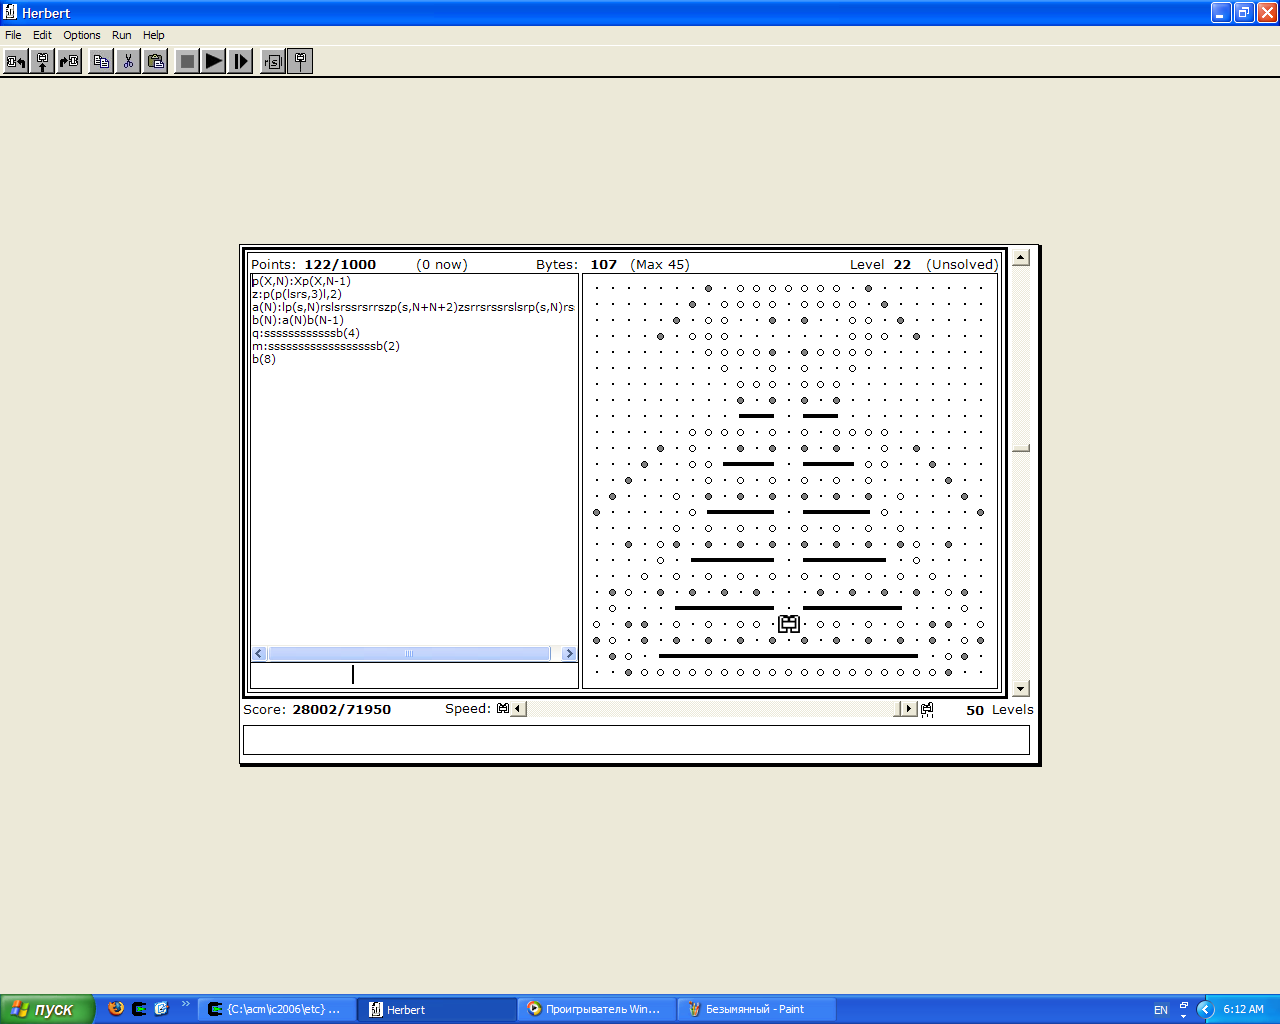 Herbert
File Edit Options Run Help
Points: 122/1000 (0 now) Bytes: 107 (Max 45) Level 22 (Unsolved)
p(X,N):Xp(X,N-1)
z:p(p(lsrs,3)l,2)
a(N):lp(s,N)rslsrssrsrrszp(s,N+N+2)zsrrsrssrslsrp(s,N)rs
b(N):a(N)b(N-1)
q:ssssssssssssb(4)
m:ssssssssssssssssssb(2)
b(8)
Score: 28002/71950 Speed: 50 Levels
пуск {C:\acm\ic2006\etc} ... Herbert Проигрыватель Win... Безымянный - Paint EN 6:12 AM